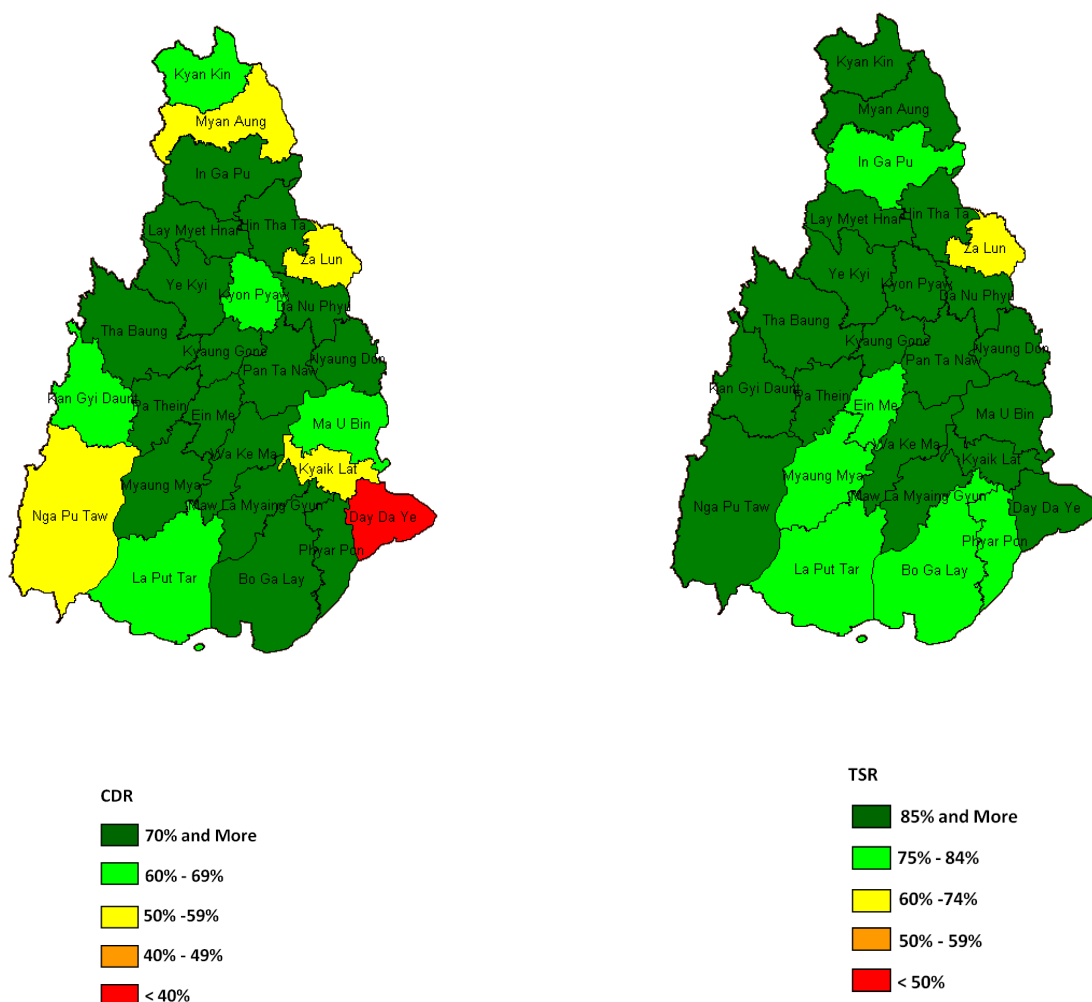 Kyan Kin
Myan Aung
In Ga Pu
Hin Tha Ta
Lay Myet Hnar
Za Lun
Ye Kyi
Kyon Pyaw
Da Nu Phyu
Tha Baung
Kyaung Gone
Nyaung Don
Pan Ta Naw
Kan Gyi Daunt
Pa Thein
Ein Me
Ma U Bin
Wa Ke Ma
Kyaik Lat
Myaung Mya
Nga Pu Taw
Maw La Myaing Gyun
Day Da Ye
Phyar Pon
La Put Tar
Bo Ga Lay
CDR
70% and More
60% - 69%
50% -59%
40% - 49%
< 40%
Kyan Kin
Myan Aung
In Ga Pu
Hin Tha Ta
Lay Myet Hnar
Za Lun
Ye Kyi
Kyon Pyaw
Da Nu Phyu
Tha Baung
Kyaung Gone
Nyaung Don
Pan Ta Naw
Kan Gyi Daunt
Pa Thein
Ein Me
Ma U Bin
Wa Ke Ma
Kyaik Lat
Myaung Mya
Nga Pu Taw
Maw La Myaing Gyun
Day Da Ye
Phyar Pon
La Put Tar
Bo Ga Lay
TSR
85% and More
75% - 84%
60% -74%
50% - 59%
< 50%